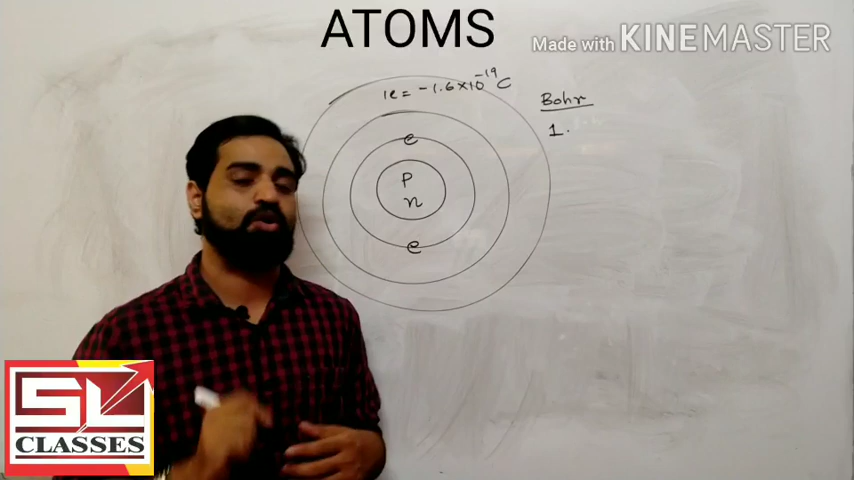 ATOMS
Made with KINEMASTER
1e = -1.6×10⁻¹⁹ C
Bohr
1.
e
P
n
e
SL
CLASSES